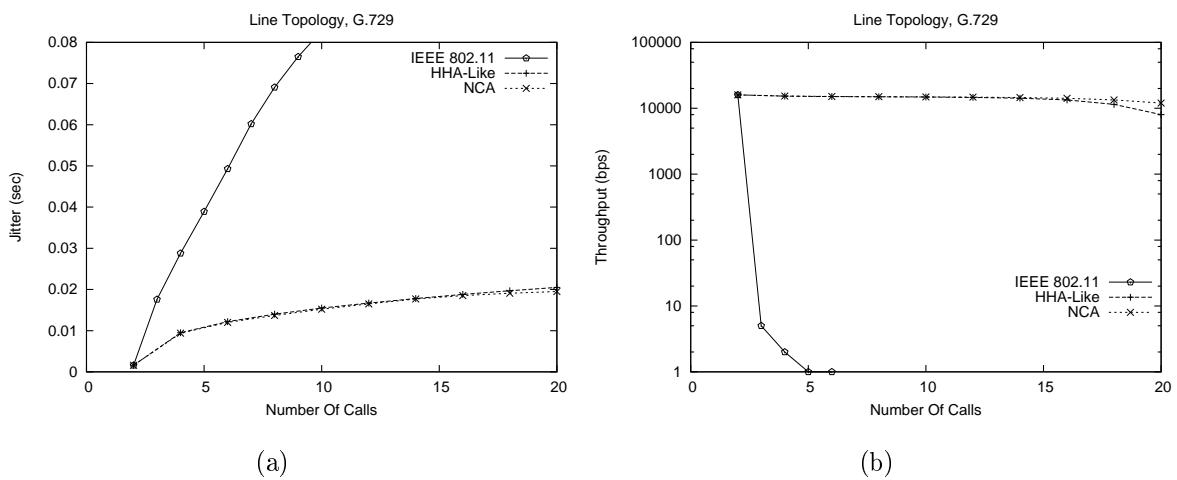 Line Topology, G.729
0.08
0.07
0.06
0.05
0.04
0.03
0.02
0.01
0
Jitter (sec)
0 5 10 15 20
Number Of Calls
IEEE 802.11
HHA-Like
NCA
(a)
Line Topology, G.729
100000
10000
1000
100
10
1
Throughput (bps)
0 5 10 15 20
Number Of Calls
IEEE 802.11
HHA-Like
NCA
(b)